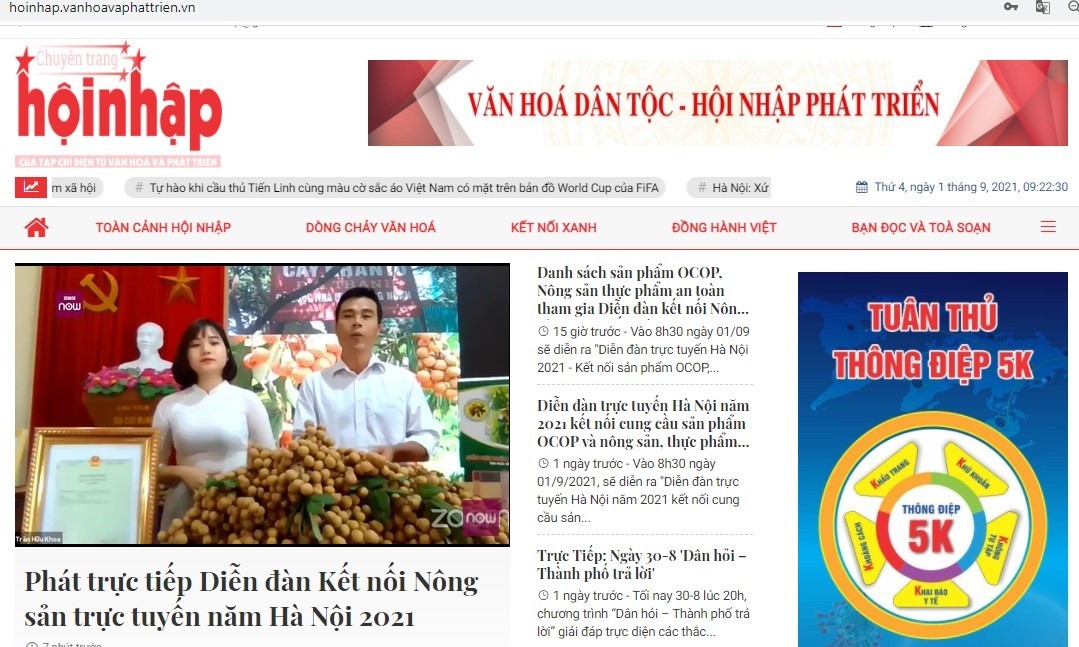 hoinhap.vanhoavaphattrien.vn
Chuyên trang
hộinhập
CỦA TẠP CHÍ ĐIỆN TỬ VĂN HOÁ VÀ PHÁT TRIỂN
VĂN HOÁ DÂN TỘC - HỘI NHẬP PHÁT TRIỂN
m xã hội
# Tự hào khi cầu thủ Tiến Linh cùng màu cờ sắc áo Việt Nam có mặt trên bản đồ World Cup của FiFA
# Hà Nội: Xử
Thứ 4, ngày 1 tháng 9, 2021, 09:22:30
TOÀN CẢNH HỘI NHẬP
DÒNG CHẢY VĂN HOÁ
KẾT NỐI XANH
ĐỒNG HÀNH VIỆT
BẠN ĐỌC VÀ TOÀ SOẠN
now
Trần Hữu Khoa
now
Phát trực tiếp Diễn đàn Kết nối Nông
sản trực tuyến năm Hà Nội 2021
7 phút trước
Danh sách sản phẩm OCOP,
Nông sản thực phẩm an toàn
tham gia Diễn đàn kết nối Nôn...
15 giờ trước - Vào 8h30 ngày 01/09
sẽ diễn ra "Diễn đàn trực tuyến Hà Nội
2021 - Kết nối sản phẩm OCOP,...
Diễn đàn trực tuyến Hà Nội năm
2021 kết nối cung cầu sản phẩm
OCOP và nông sản, thực phẩm...
1 ngày trước - Vào 8h30 ngày
01/9/2021, sẽ diễn ra "Diễn đàn trực
tuyến Hà Nội năm 2021 kết nối cung
cầu sản...
Trực Tiếp: Ngày 30-8 'Dân hỏi –
Thành phố trả lời'
1 ngày trước - Tối nay 30-8 lúc 20h,
chương trình “Dân hỏi – Thành phố trả
lời” giải đáp trực diện các thắc...
TUÂN THỦ
THÔNG ĐIỆP 5K
KHẨU TRANG
KHỬ KHUẨN
KHOẢNG CÁCH
THÔNG ĐIỆP
5K
KHÔNG TỤ TẬP
KHAI BÁO
Y TẾ